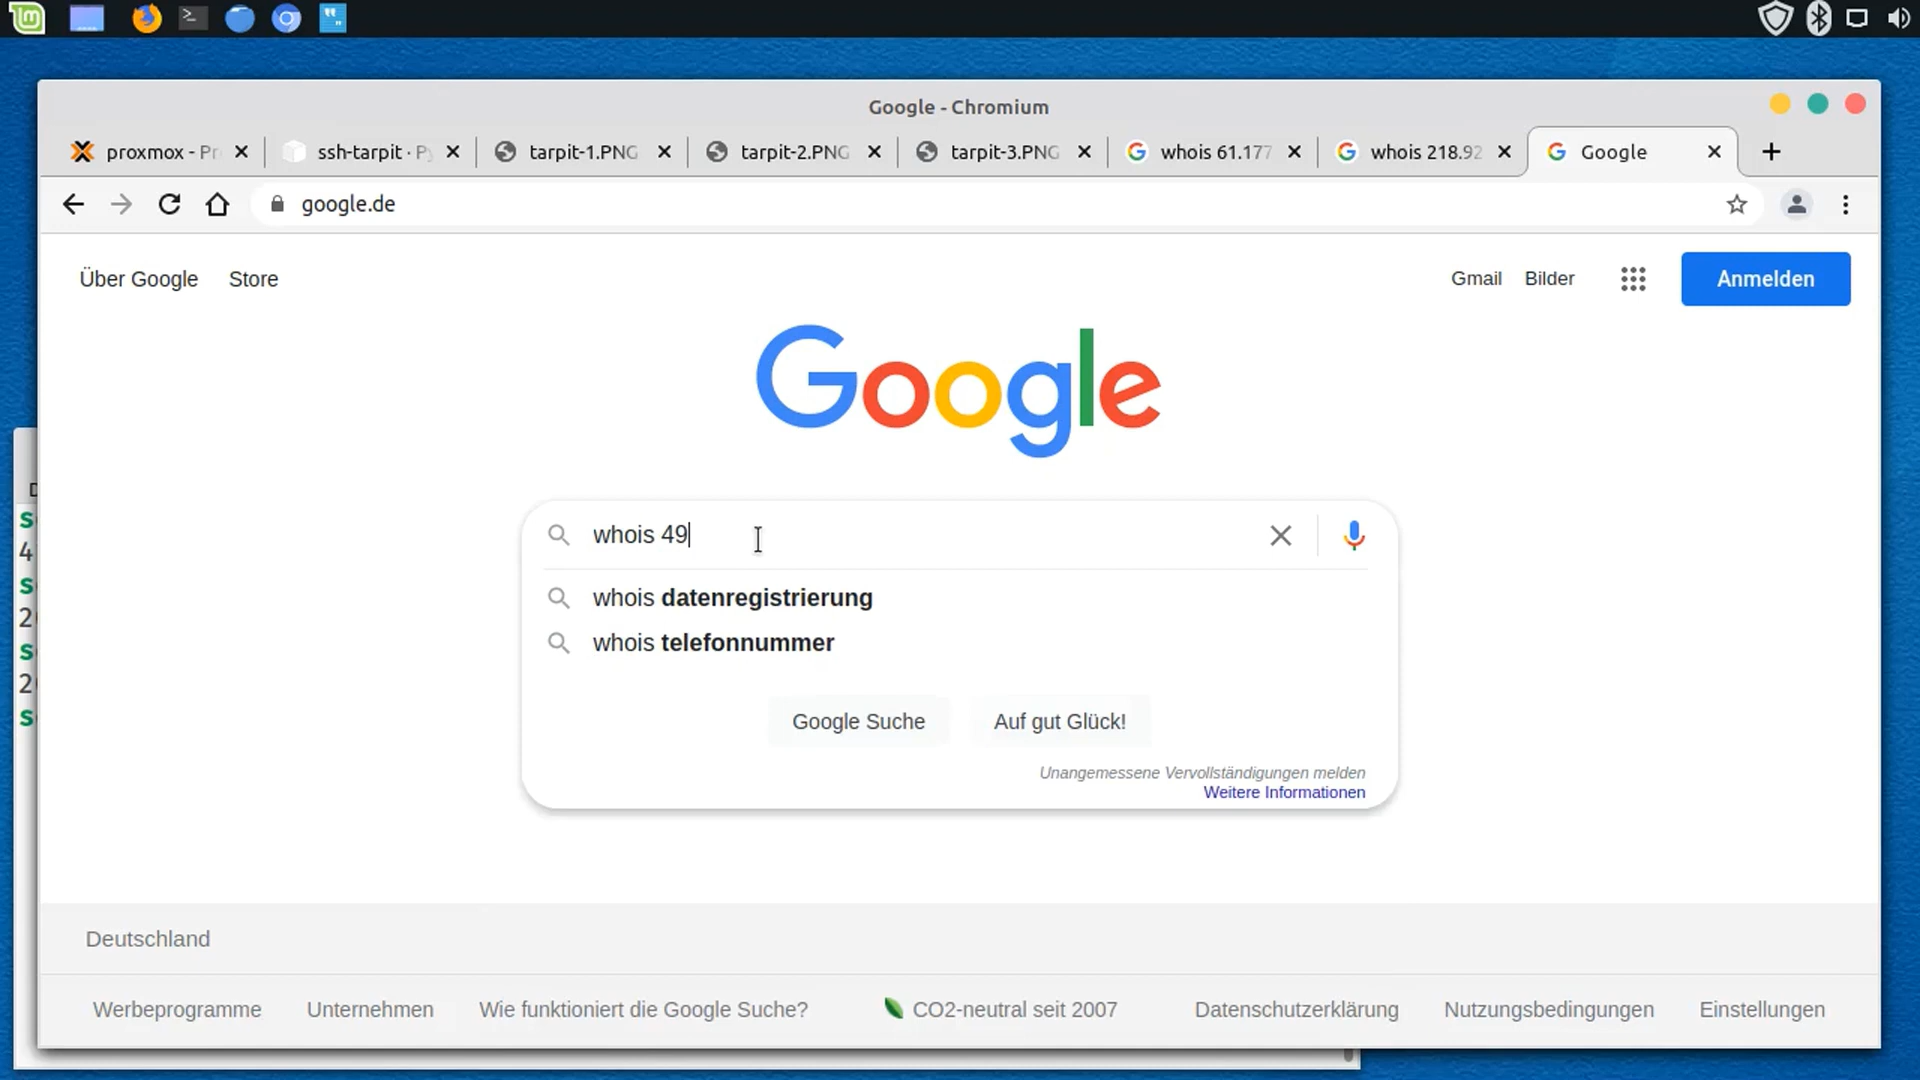 Google - Chromium
proxmox - Pr
ssh-tarpit · Py
tarpit-1.PNG
tarpit-2.PNG
tarpit-3.PNG
whois 61.177
whois 218.92
Google
google.de
Über Google
Store
Gmail
Bilder
Anmelden
Google
whois 49
whois datenregistrierung
whois telefonnummer
Google Suche
Auf gut Glück!
Unangemessene Vervollständigungen melden
Weitere Informationen
Deutschland
Werbeprogramme
Unternehmen
Wie funktioniert die Google Suche?
CO2-neutral seit 2007
Datenschutzerklärung
Nutzungsbedingungen
Einstellungen